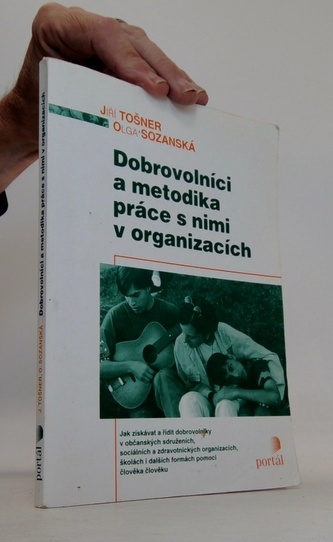 JIŘÍ TOŠNER
OLGA SOZANSKÁ
Dobrovolníci
a metodika
práce s nimi
v organizacích
Jak získávat a řídit dobrovolníky
v občanských sdruženích,
sociálních a zdravotnických organizacích,
školách i dalších formách pomoci
člověka člověku
portál
J. TOŠNER, O. SOZANSKÁ Dobrovolníci a metodika práce s nimi v organizacích
portál